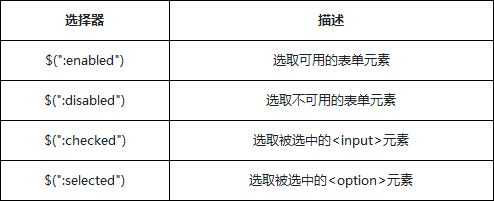 选择器 描述
$(":enabled") 选取可用的表单元素
$(":disabled") 选取不可用的表单元素
$(":checked") 选取被选中的<input>元素
$(":selected") 选取被选中的<option>元素